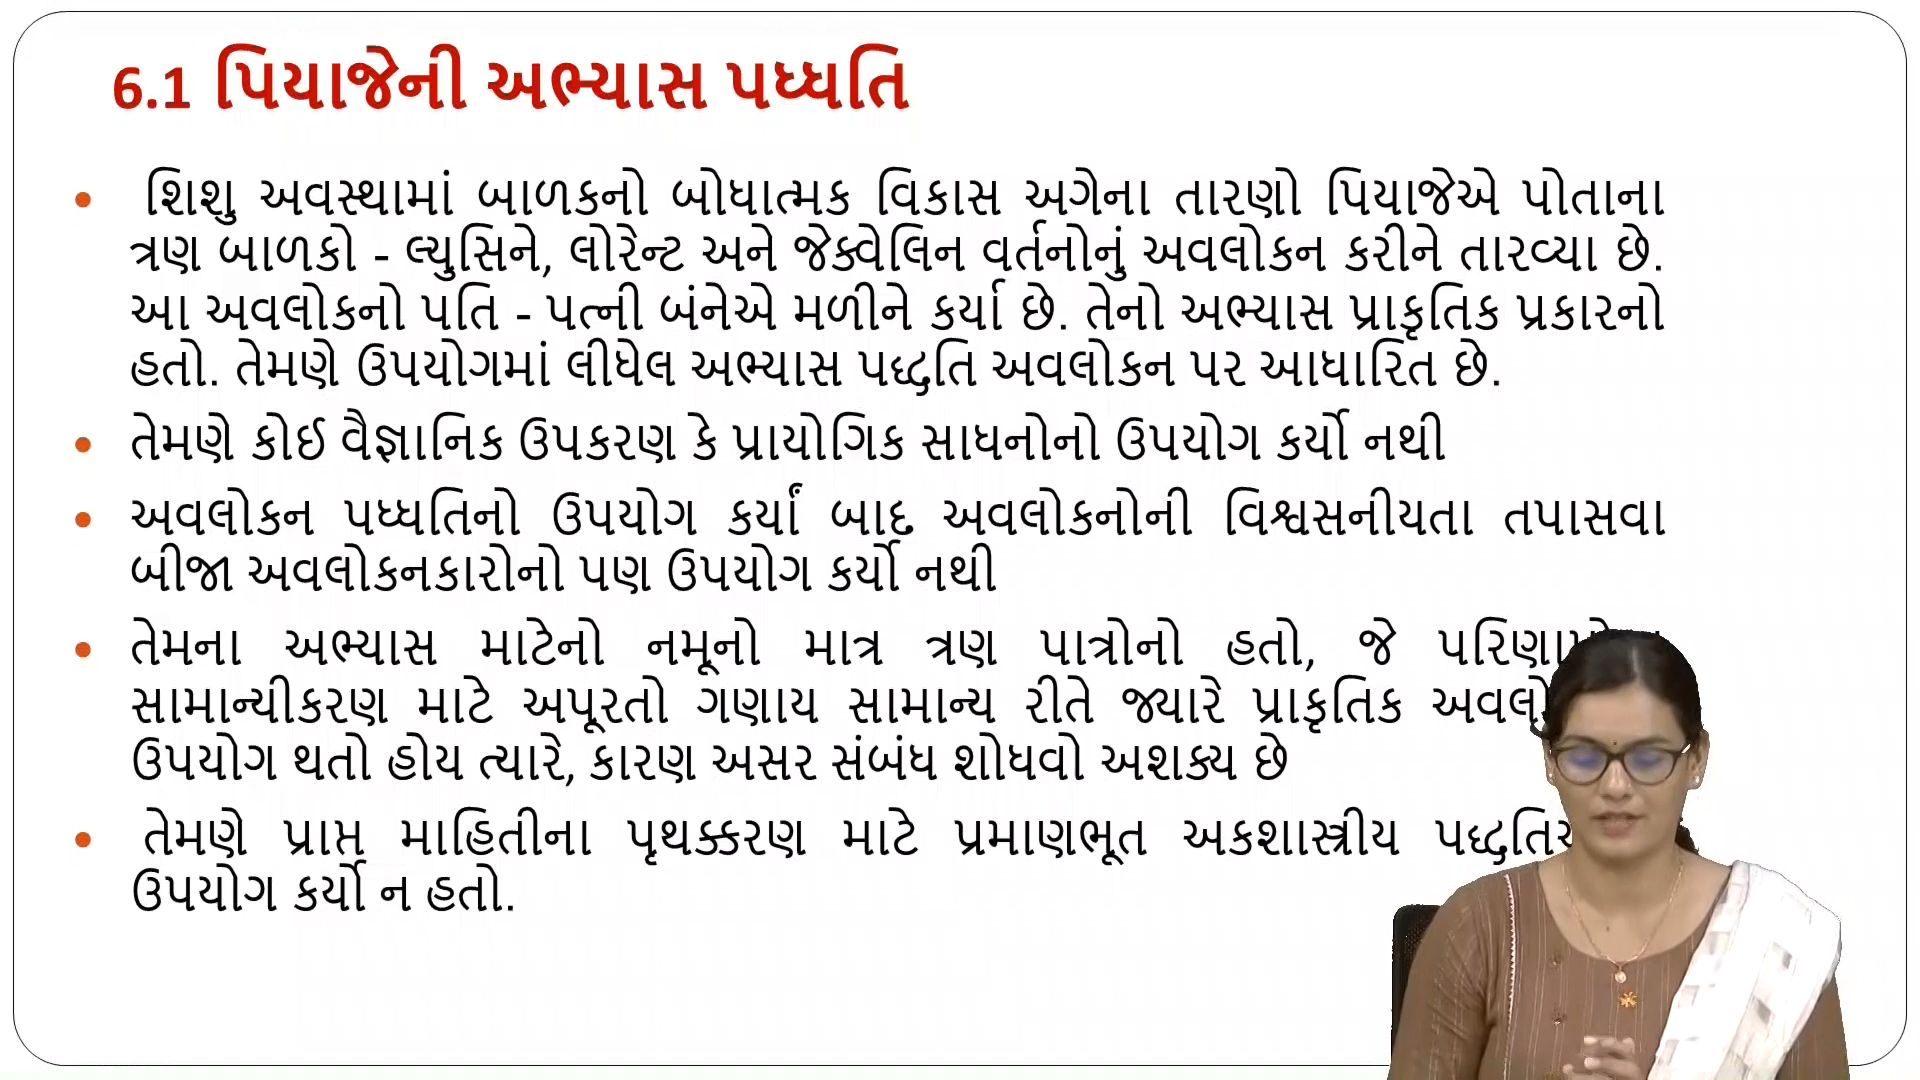 6.1 પિયાજેની અભ્યાસ પધ્ધતિ
• શિશુ અવસ્થામાં બાળકનો બોધાત્મક વિકાસ અગેના તારણો પિયાજેએ પોતાના
ત્રણ બાળકો - લ્યુસિને, લોરેન્ટ અને જેક્વેલિન વર્તનોનું અવલોકન કરીને તારવ્યા છે.
આ અવલોકનો પતિ - પત્ની બંનેએ મળીને કર્યા છે. તેનો અભ્યાસ પ્રાકૃતિક પ્રકારનો
હતો. તેમણે ઉપયોગમાં લીધેલ અભ્યાસ પદ્ધતિ અવલોકન પર આધારિત છે.
• તેમણે કોઈ વૈજ્ઞાનિક ઉપકરણ કે પ્રાયોગિક સાધનોનો ઉપયોગ કર્યો નથી
• અવલોકન પધ્ધતિનો ઉપયોગ કર્યાં બાદ અવલોકનોની વિશ્વસનીયતા તપાસવા
બીજા અવલોકનકારોનો પણ ઉપયોગ કર્યો નથી
• તેમના અભ્યાસ માટેનો નમૂનો માત્ર ત્રણ પાત્રોનો હતો, જે
સામાન્યીકરણ માટે અપૂરતો ગણાય સામાન્ય રીતે જ્યારે પ્રાકૃતિક
ઉપયોગ થતો હોય ત્યારે, કારણ અસર સંબંધ શોધવો અશક્ય છે
• તેમણે પ્રાપ્ત માહિતીના પૃથક્કરણ માટે પ્રમાણભૂત અકશાસ્ત્રીય
ઉપયોગ કર્યો ન હતો.